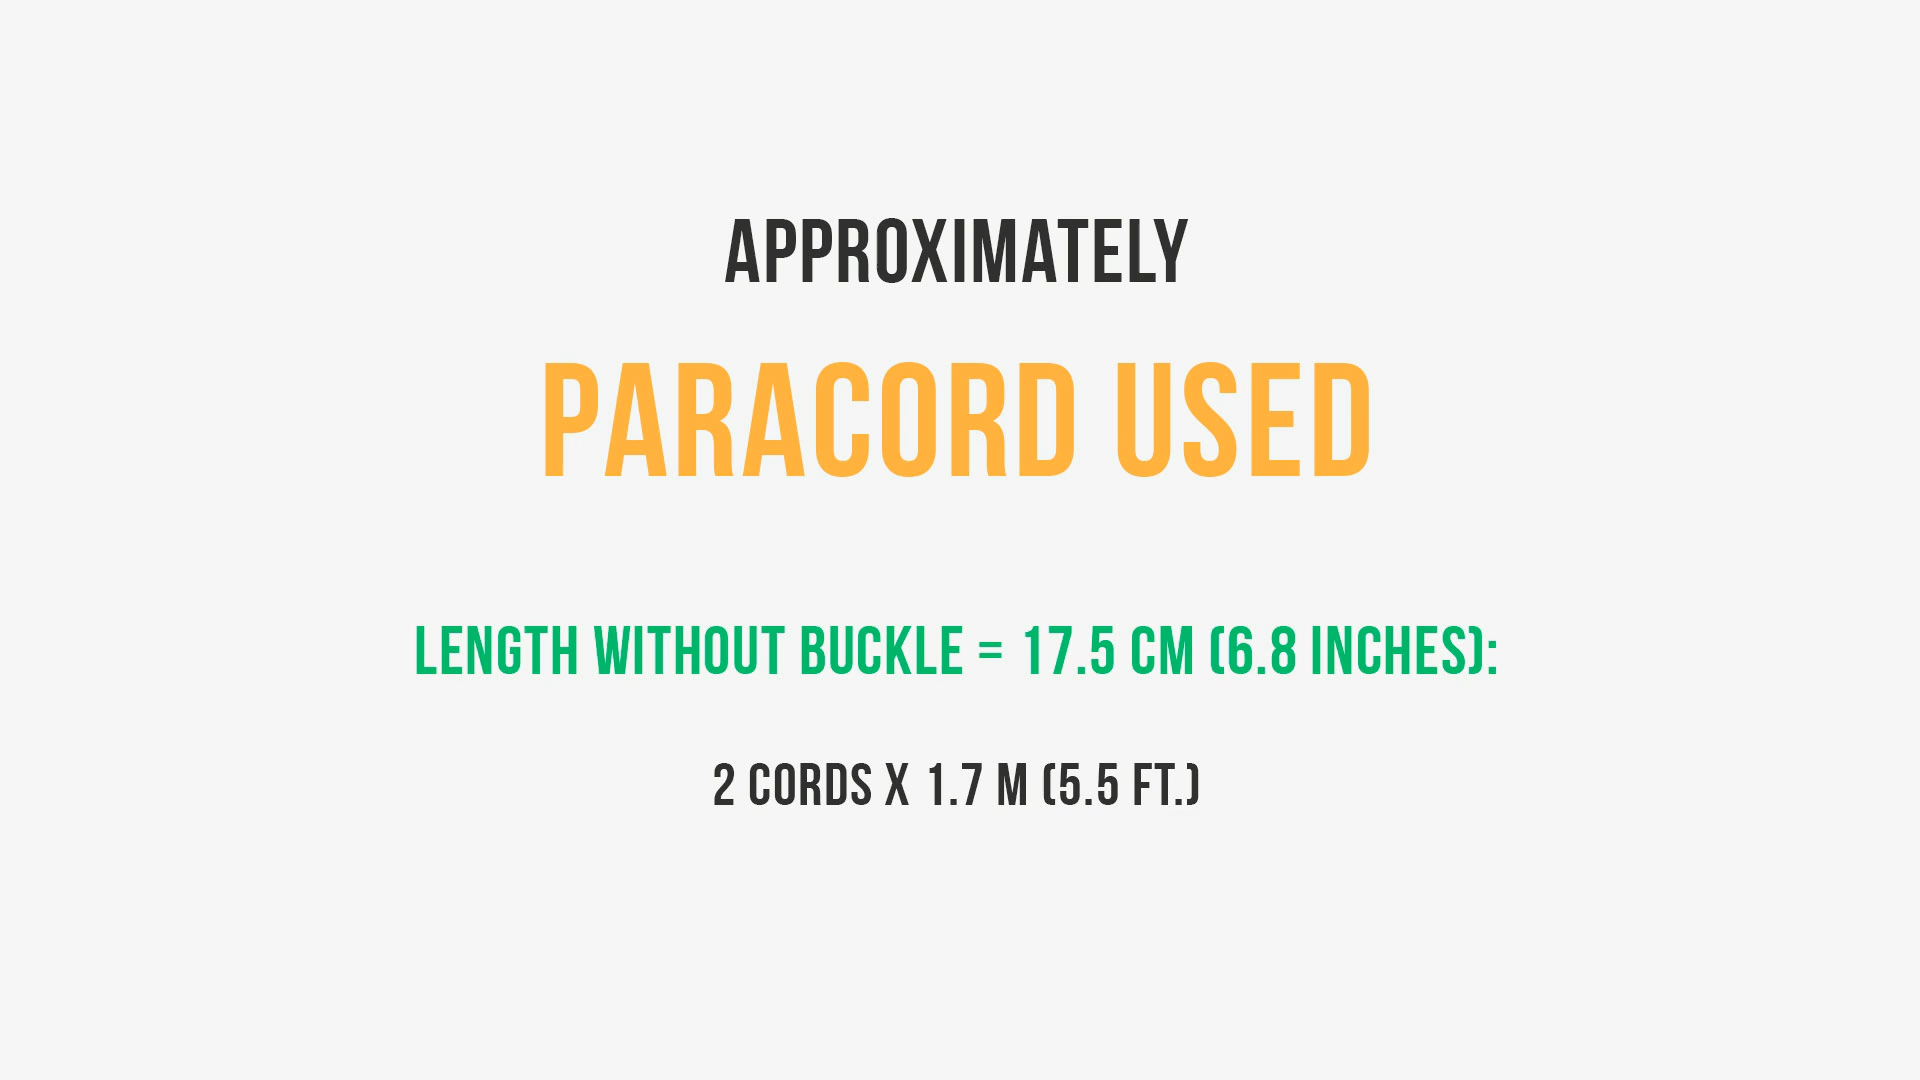 APPROXIMATELY
PARACORD USED
LENGTH WITHOUT BUCKLE = 17.5 CM (6.8 INCHES):
2 CORDS X 1.7 M (5.5 FT.)